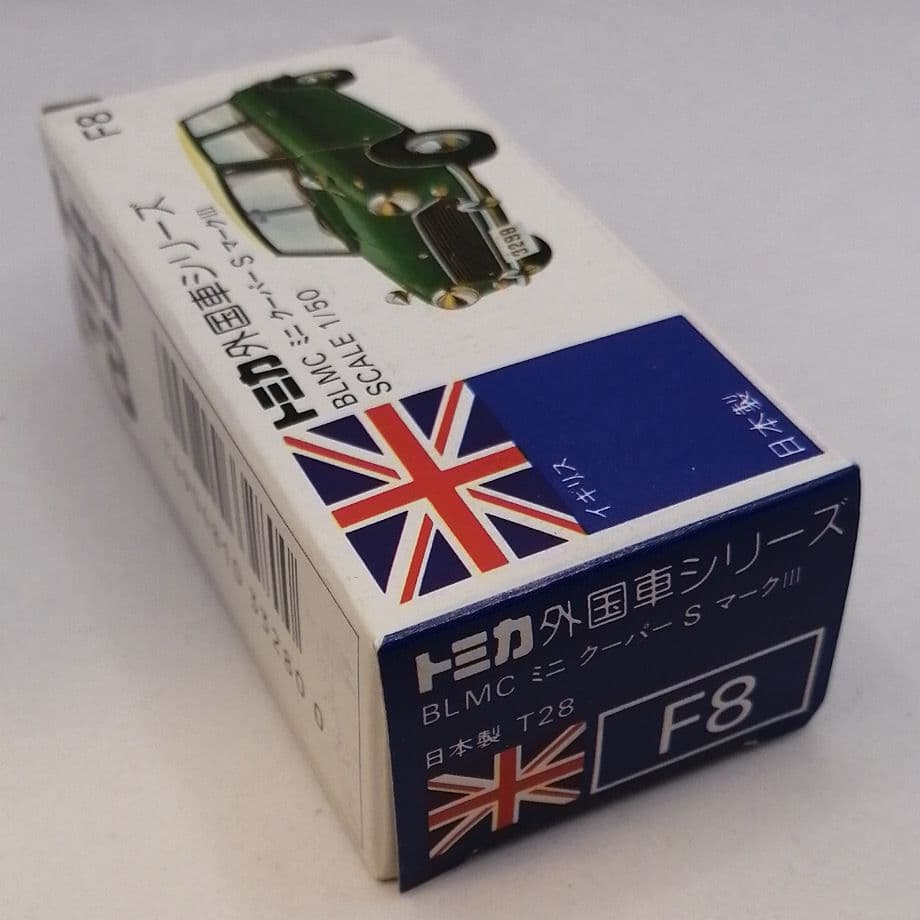 F8
トミカ外国車シリーズ
BLMC ミニ クーパーS マークIII
SCALE 1/50
イギリス
日本製
トミカ外国車シリーズ
BLMC ミニ クーパー S マークIII
日本製 T28
F8